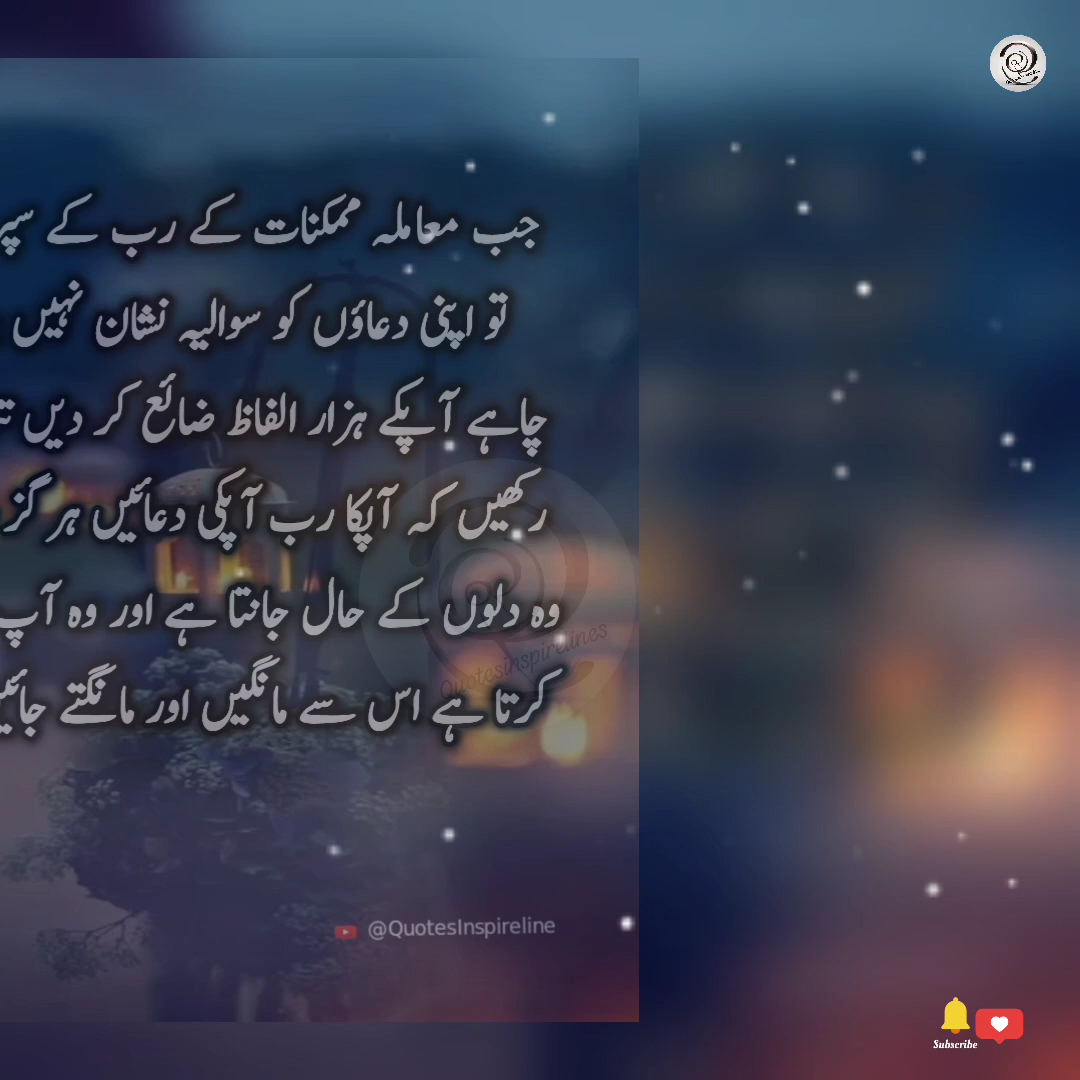 جب معاملہ ممکنات کے رب کے
تو اپنی دعاؤں کو سوالیہ نشان نہیں
چاہے آپکے ہزار الفاظ ضائع کر دیں
رکھیں کہ آپکا رب آپکی دعائیں ہر گز
وہ دلوں کے حال جانتا ہے اور وہ آپ
کرتا ہے اس سے مانگیں اور مانگتے
Quotesinspirelines
@QuotesInspireline
Subscribe